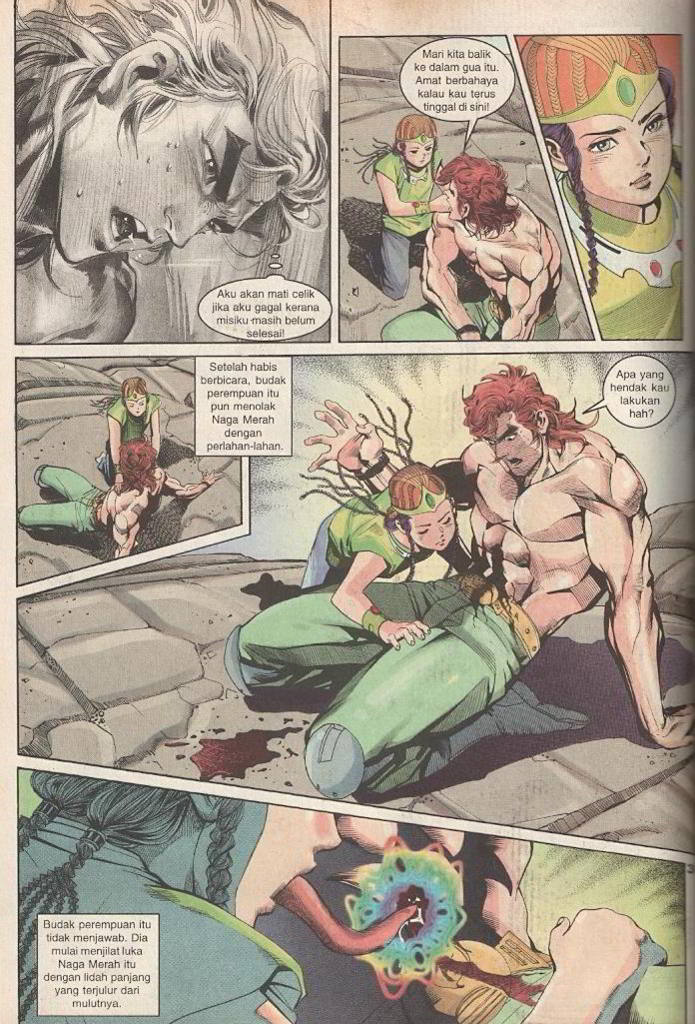 Aku akan mati celik
jika aku gagal kerana
misiku masih belum
selesai!
Mari kita balik
ke dalam gua itu.
Amat berbahaya
kalau kau terus
tinggal di sini!
Setelah habis
berbicara, budak
perempuan itu
pun menolak
Naga Merah
dengan
perlahan-lahan.
Apa yang
hendak kau
lakukan
hah?
Budak perempuan itu
tidak menjawab. Dia
mulai menjilat luka
Naga Merah itu
dengan lidah panjang
yang terjulur dari
mulutnya.